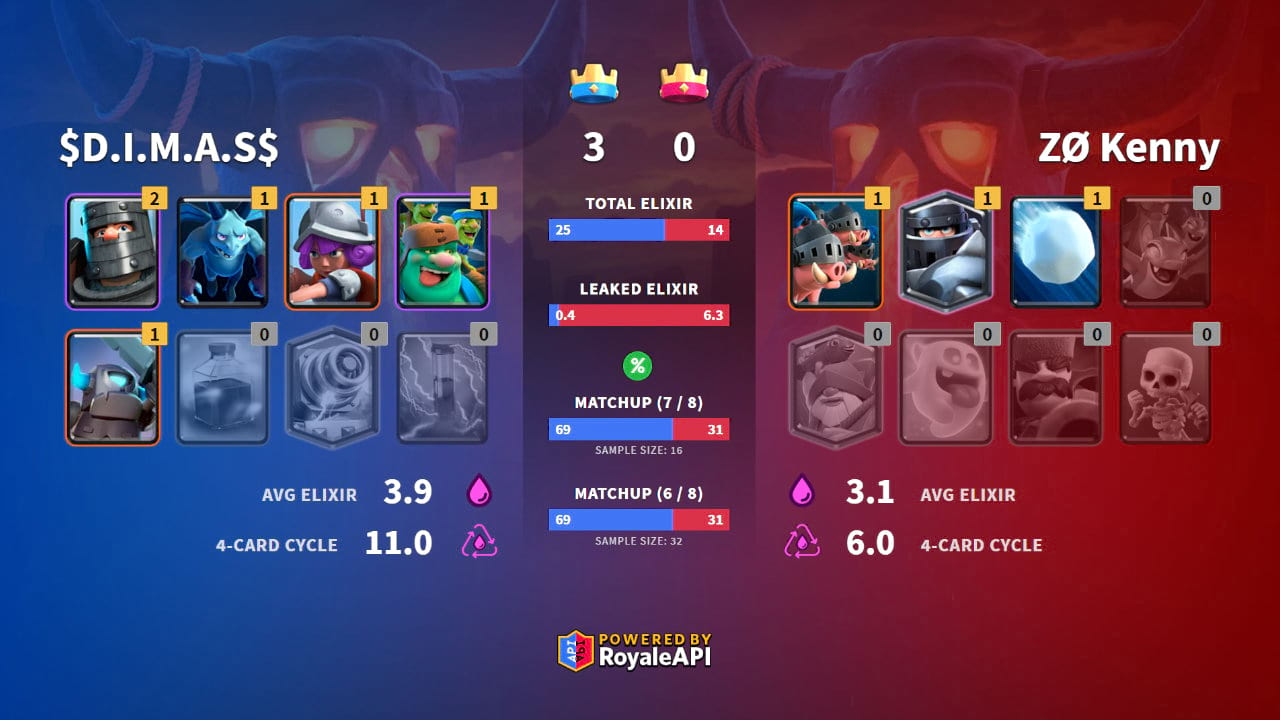 $D.I.M.A.S$
3 0
ZØ Kenny
2 1 1 1
1 0 0 0
1 1 1 0
0 0 0 0
TOTAL ELIXIR
25 14
LEAKED ELIXIR
0.4 6.3
%
MATCHUP (7 / 8)
69 31
SAMPLE SIZE: 16
MATCHUP (6 / 8)
69 31
SAMPLE SIZE: 32
AVG ELIXIR 3.9
4-CARD CYCLE 11.0
3.1 AVG ELIXIR
6.0 4-CARD CYCLE
API
API
POWERED BY
RoyaleAPI